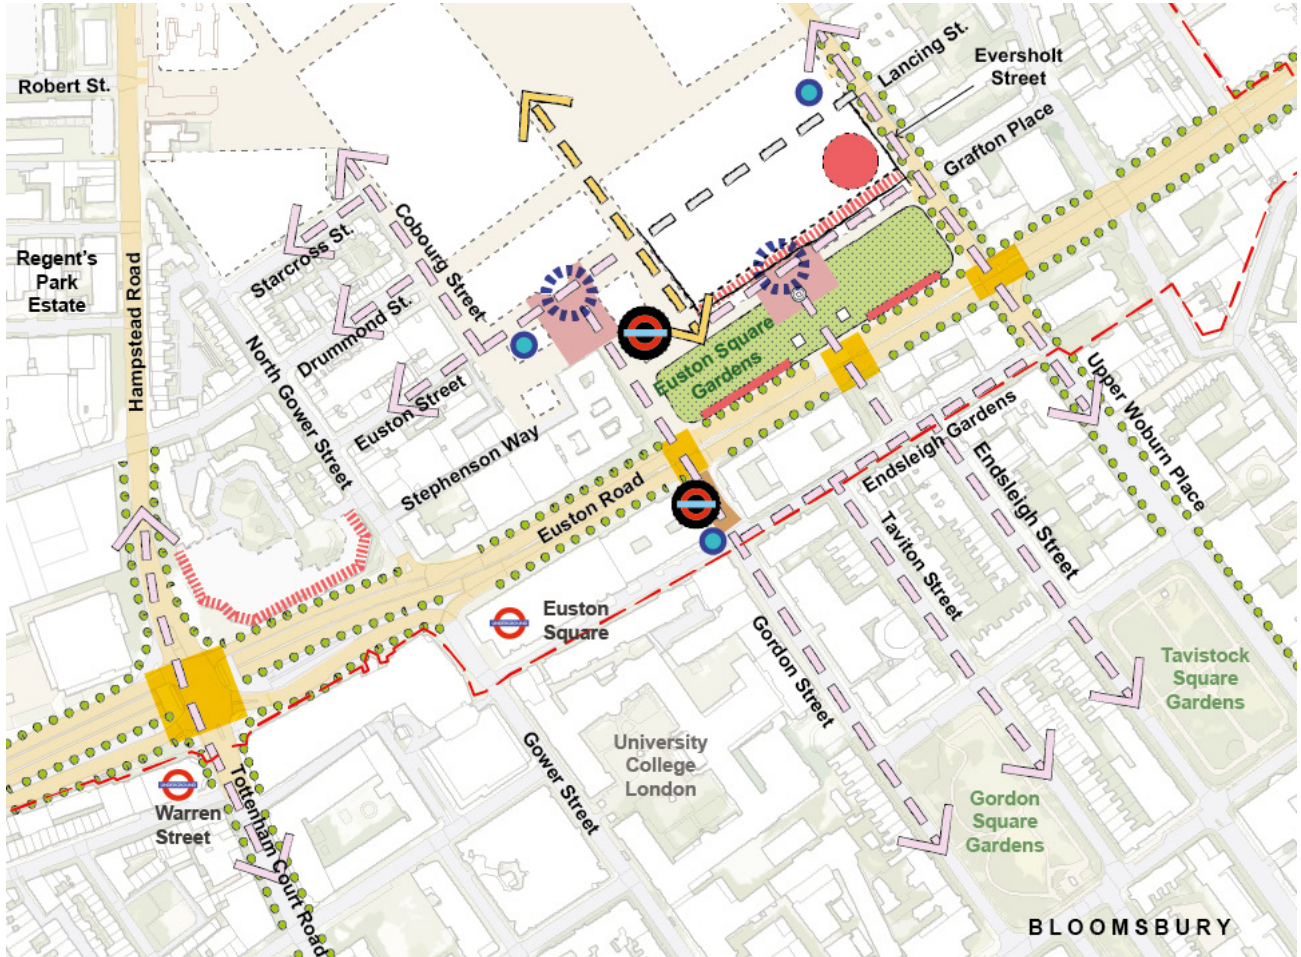 Robert St.
Lancing St.
Eversholt
Street
Grafton Place
Cobourg Street
Starcross St.
Drummond St.
Regent's
Park
Estate
Hampstead Road
North Gower Street
Euston Street
Stephenson Way
Euston Square
Gardens
Euston Road
Endsleigh Gardens
Upper Woburn Place
Endsleigh Street
Taviton Street
Gordon Street
UNDERGROUND
Euston
Square
Tavistock
Square
Gardens
University
College
London
Gower Street
UNDERGROUND
Warren
Street
Tottenham Court Road
Gordon
Square
Gardens
BLOOMSBURY